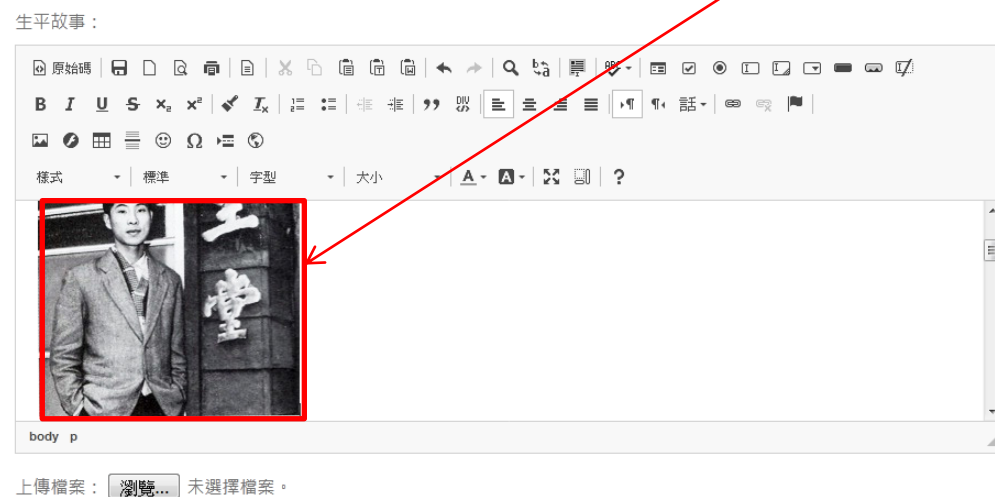 生平故事：
原始碼
話
樣式 標準 字型 大小 A A ?
堂
body p
上傳檔案： 瀏覽... 未選擇檔案。